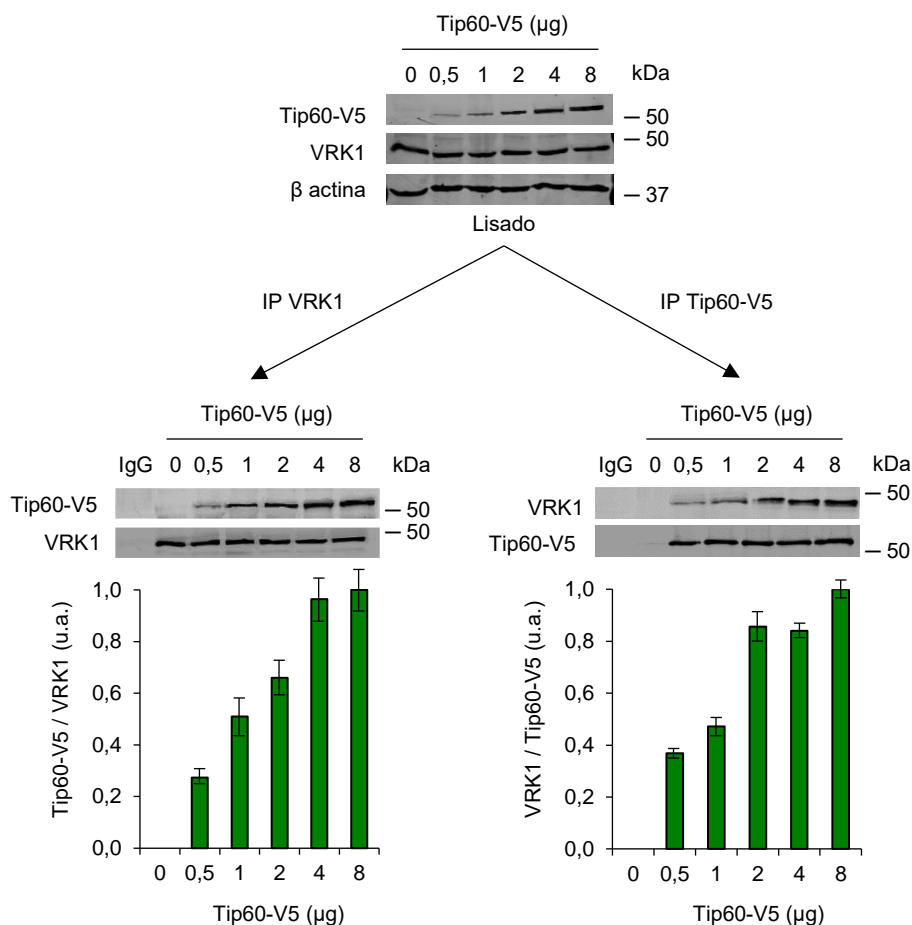 Tip60-V5 (µg)
0 0,5 1 2 4 8 kDa
Tip60-V5
50
50
VRK1
β actina
37
Lisado
IP VRK1
IP Tip60-V5
Tip60-V5 (µg)
IgG 0 0,5 1 2 4 8 kDa
Tip60-V5
50
50
VRK1
Tip60-V5 / VRK1 (u.a.)
1,0
0,8
0,6
0,4
0,2
0,0
0 0,5 1 2 4 8
Tip60-V5 (µg)
Tip60-V5 (µg)
IgG 0 0,5 1 2 4 8 kDa
50
VRK1
Tip60-V5
50
VRK1 / Tip60-V5 (u.a.)
1,0
0,8
0,6
0,4
0,2
0,0
0 0,5 1 2 4 8
Tip60-V5 (µg)